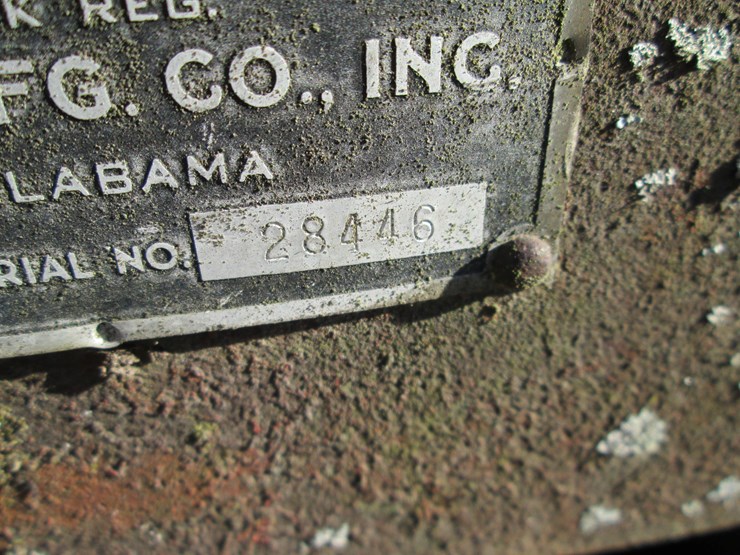 K REG.
FG. CO., INC.
LABAMA
RIAL NO. 28446